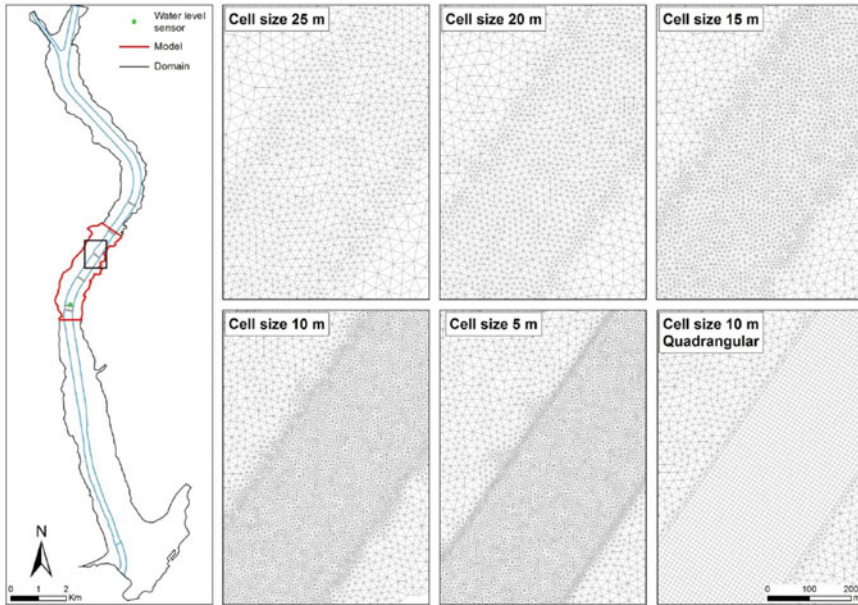 Water level
sensor
Model
Domain
N
0 1 2
Km
Cell size 25 m
Cell size 20 m
Cell size 15 m
Cell size 10 m
Cell size 5 m
Cell size 10 m
Quadrangular
0 100 200
m